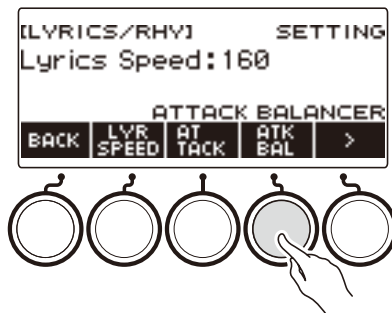 [LYRICS/RHY] SETTING
Lyrics Speed:160
ATTACK BALANCER
BACK LYR SPEED AT TACK ATK BAL >